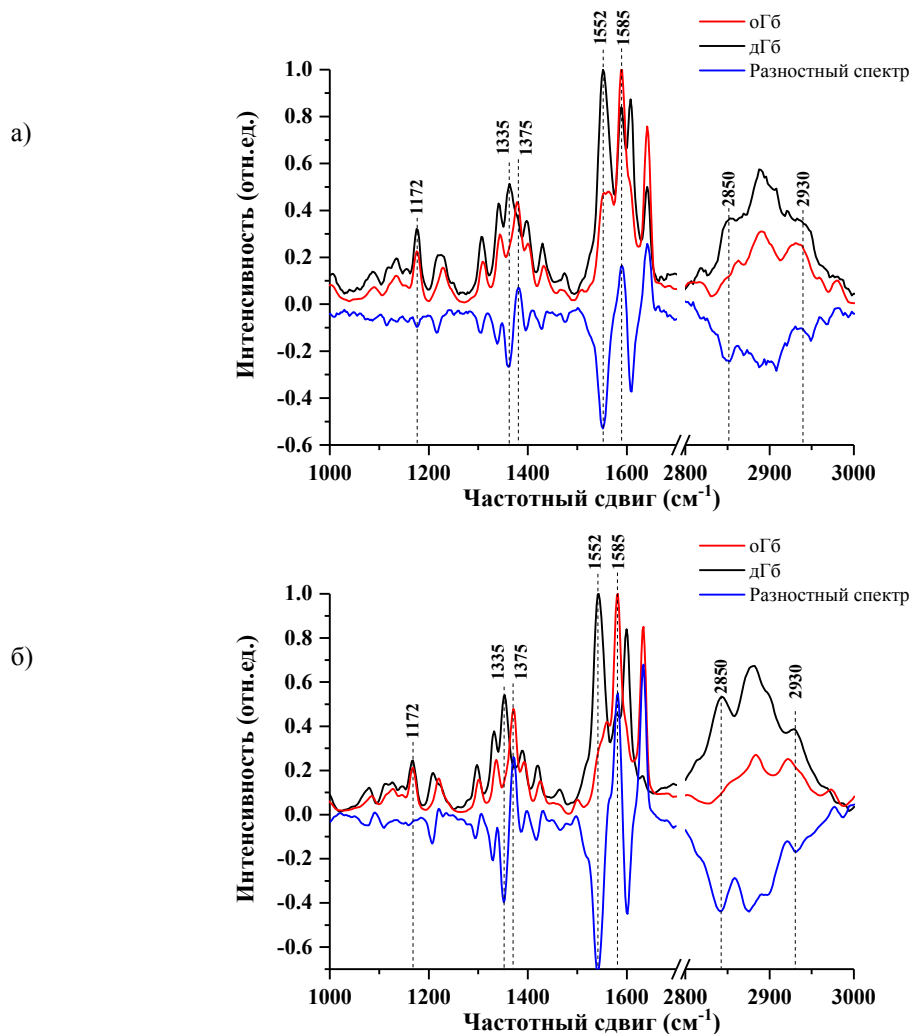 а)
1552
1585
оГб
дГб
Разностный спектр
1335
1375
1172
2850
2930
1.0
0.8
0.6
0.4
0.2
0.0
-0.2
-0.4
-0.6
Интенсивность (отн.ед.)
1000 1200 1400 1600 2800 2900 3000
Частотный сдвиг (см⁻¹)
б)
1552
1585
оГб
дГб
Разностный спектр
1335
1375
1172
2850
2930
1.0
0.8
0.6
0.4
0.2
0.0
-0.2
-0.4
-0.6
Интенсивность (отн.ед.)
1000 1200 1400 1600 2800 2900 3000
Частотный сдвиг (см⁻¹)